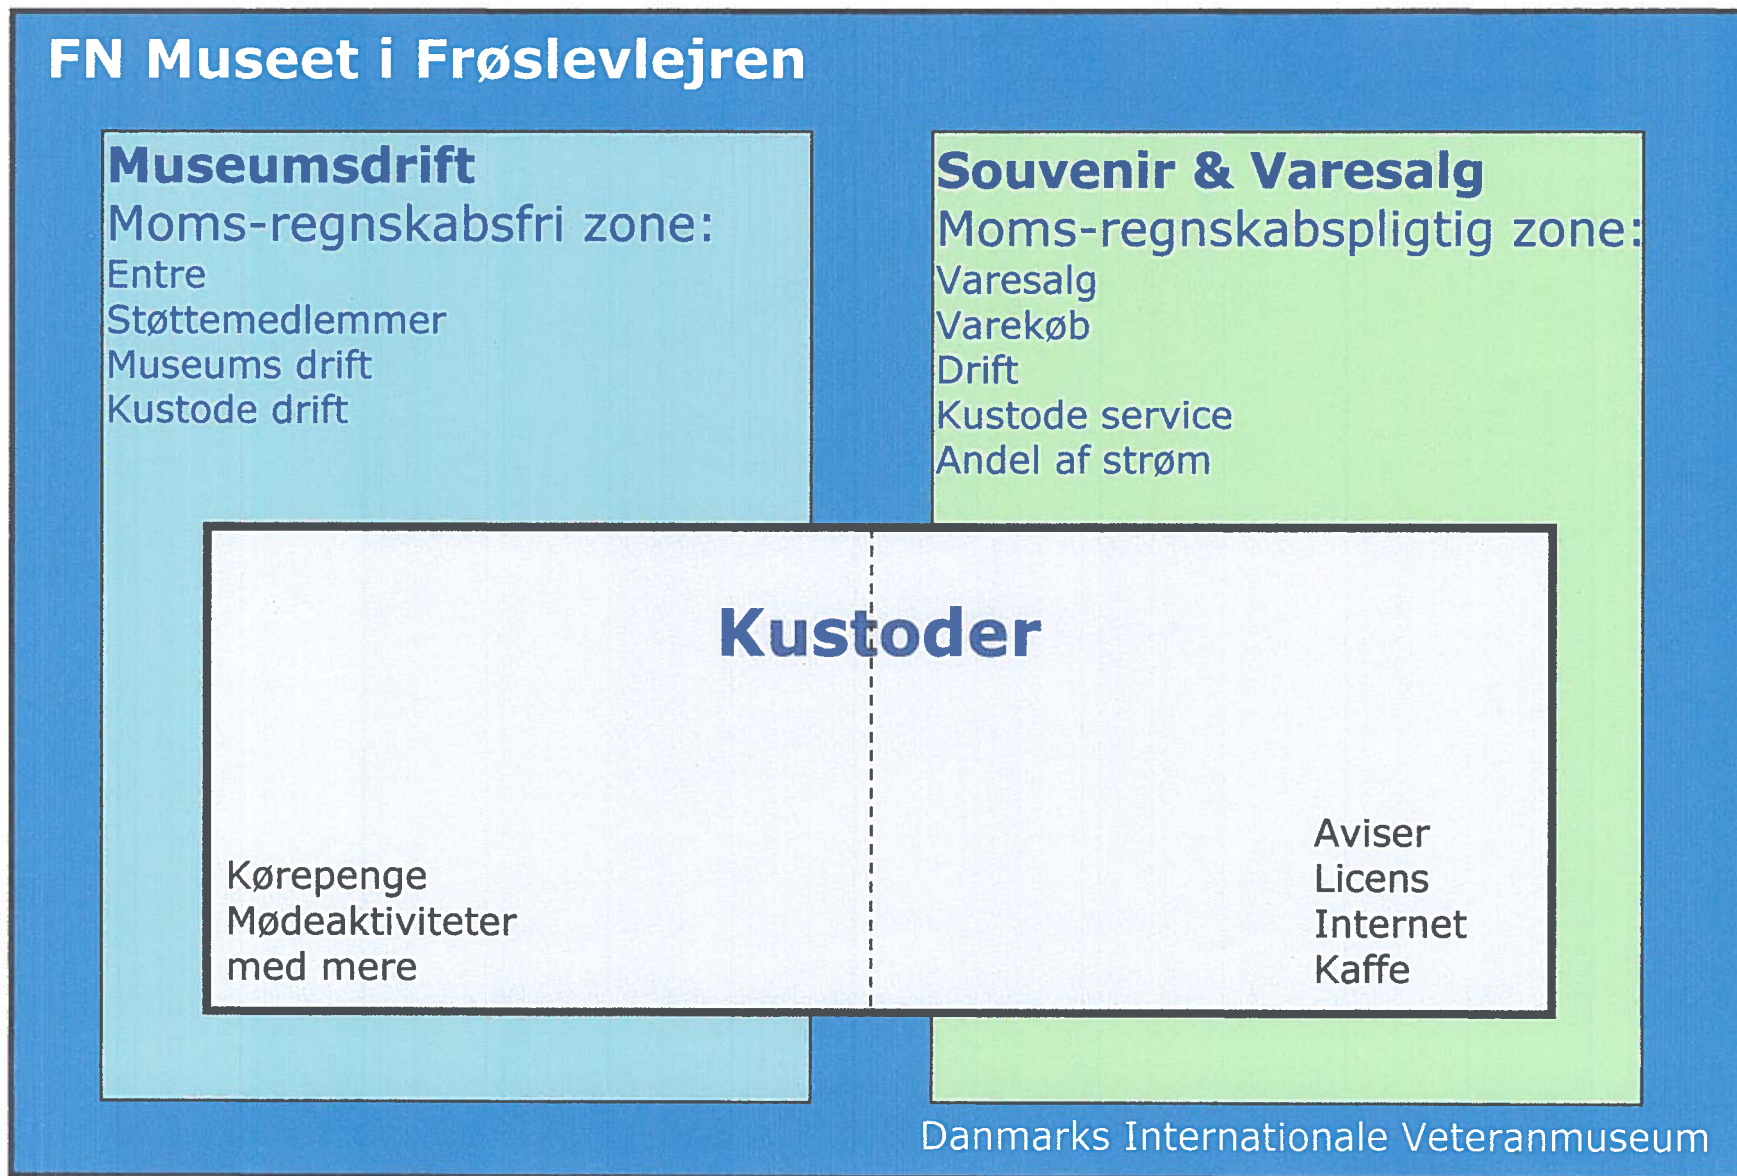 FN Museet i Frøslevlejren
Museumsdrift
Moms-regnskabsfri zone:
Entre
Støttemedlemmer
Museums drift
Kustode drift
Souvenir & Varesalg
Moms-regnskabspligtig zone:
Varesalg
Varekøb
Drift
Kustode service
Andel af strøm
Kustoder
Kørepenge
Mødeaktiviteter
med mere
Aviser
Licens
Internet
Kaffe
Danmarks Internationale Veteranmuseum